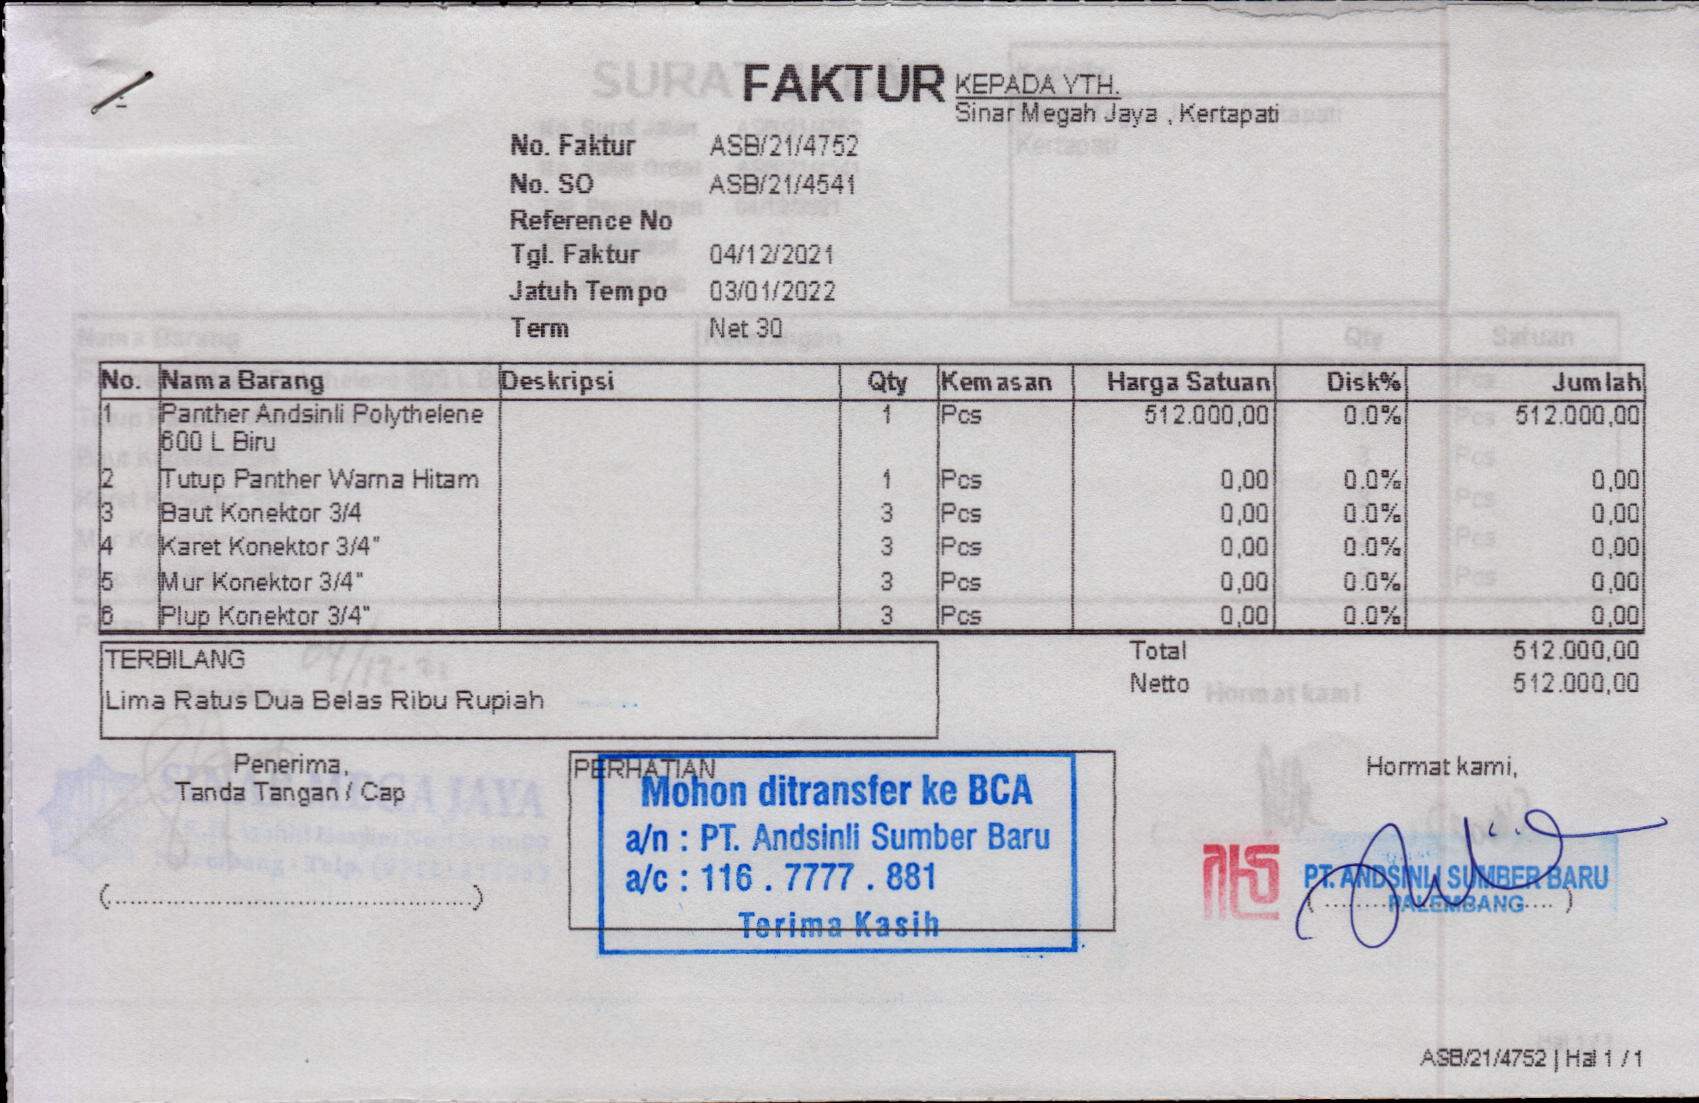 FAKTUR
KEPADA YTH.
Sinar Megah Jaya , Kertapati
No. Faktur ASB/21/4752
No. SO ASB/21/4541
Reference No
Tgl. Faktur 04/12/2021
Jatuh Tempo 03/01/2022
Term Net 30
No. Nama Barang Deskripsi Qty Kemasan Harga Satuan Disk% Jumlah
1 Panther Andsinli Polythelene 1 Pcs 512.000,00 0.0% 512.000,00
600 L Biru
2 Tutup Panther Warna Hitam 1 Pcs 0,00 0.0% 0,00
3 Baut Konektor 3/4 3 Pcs 0,00 0.0% 0,00
4 Karet Konektor 3/4" 3 Pcs 0,00 0.0% 0,00
5 Mur Konektor 3/4" 3 Pcs 0,00 0.0% 0,00
6 Plup Konektor 3/4" 3 Pcs 0,00 0.0% 0,00
TERBILANG
Lima Ratus Dua Belas Ribu Rupiah
Total 512.000,00
Netto 512.000,00
Penerima,
Tanda Tangan / Cap
(................................................)
PERHATIAN
Mohon ditransfer ke BCA
a/n : PT. Andsinli Sumber Baru
a/c : 116 . 7777 . 881
Terima Kasih
Hormat kami,
PT. ANDSINLI SUMBER BARU
PALEMBANG
SINAR MEGA JAYA
ASB/21/4752 | Hal 1 / 1